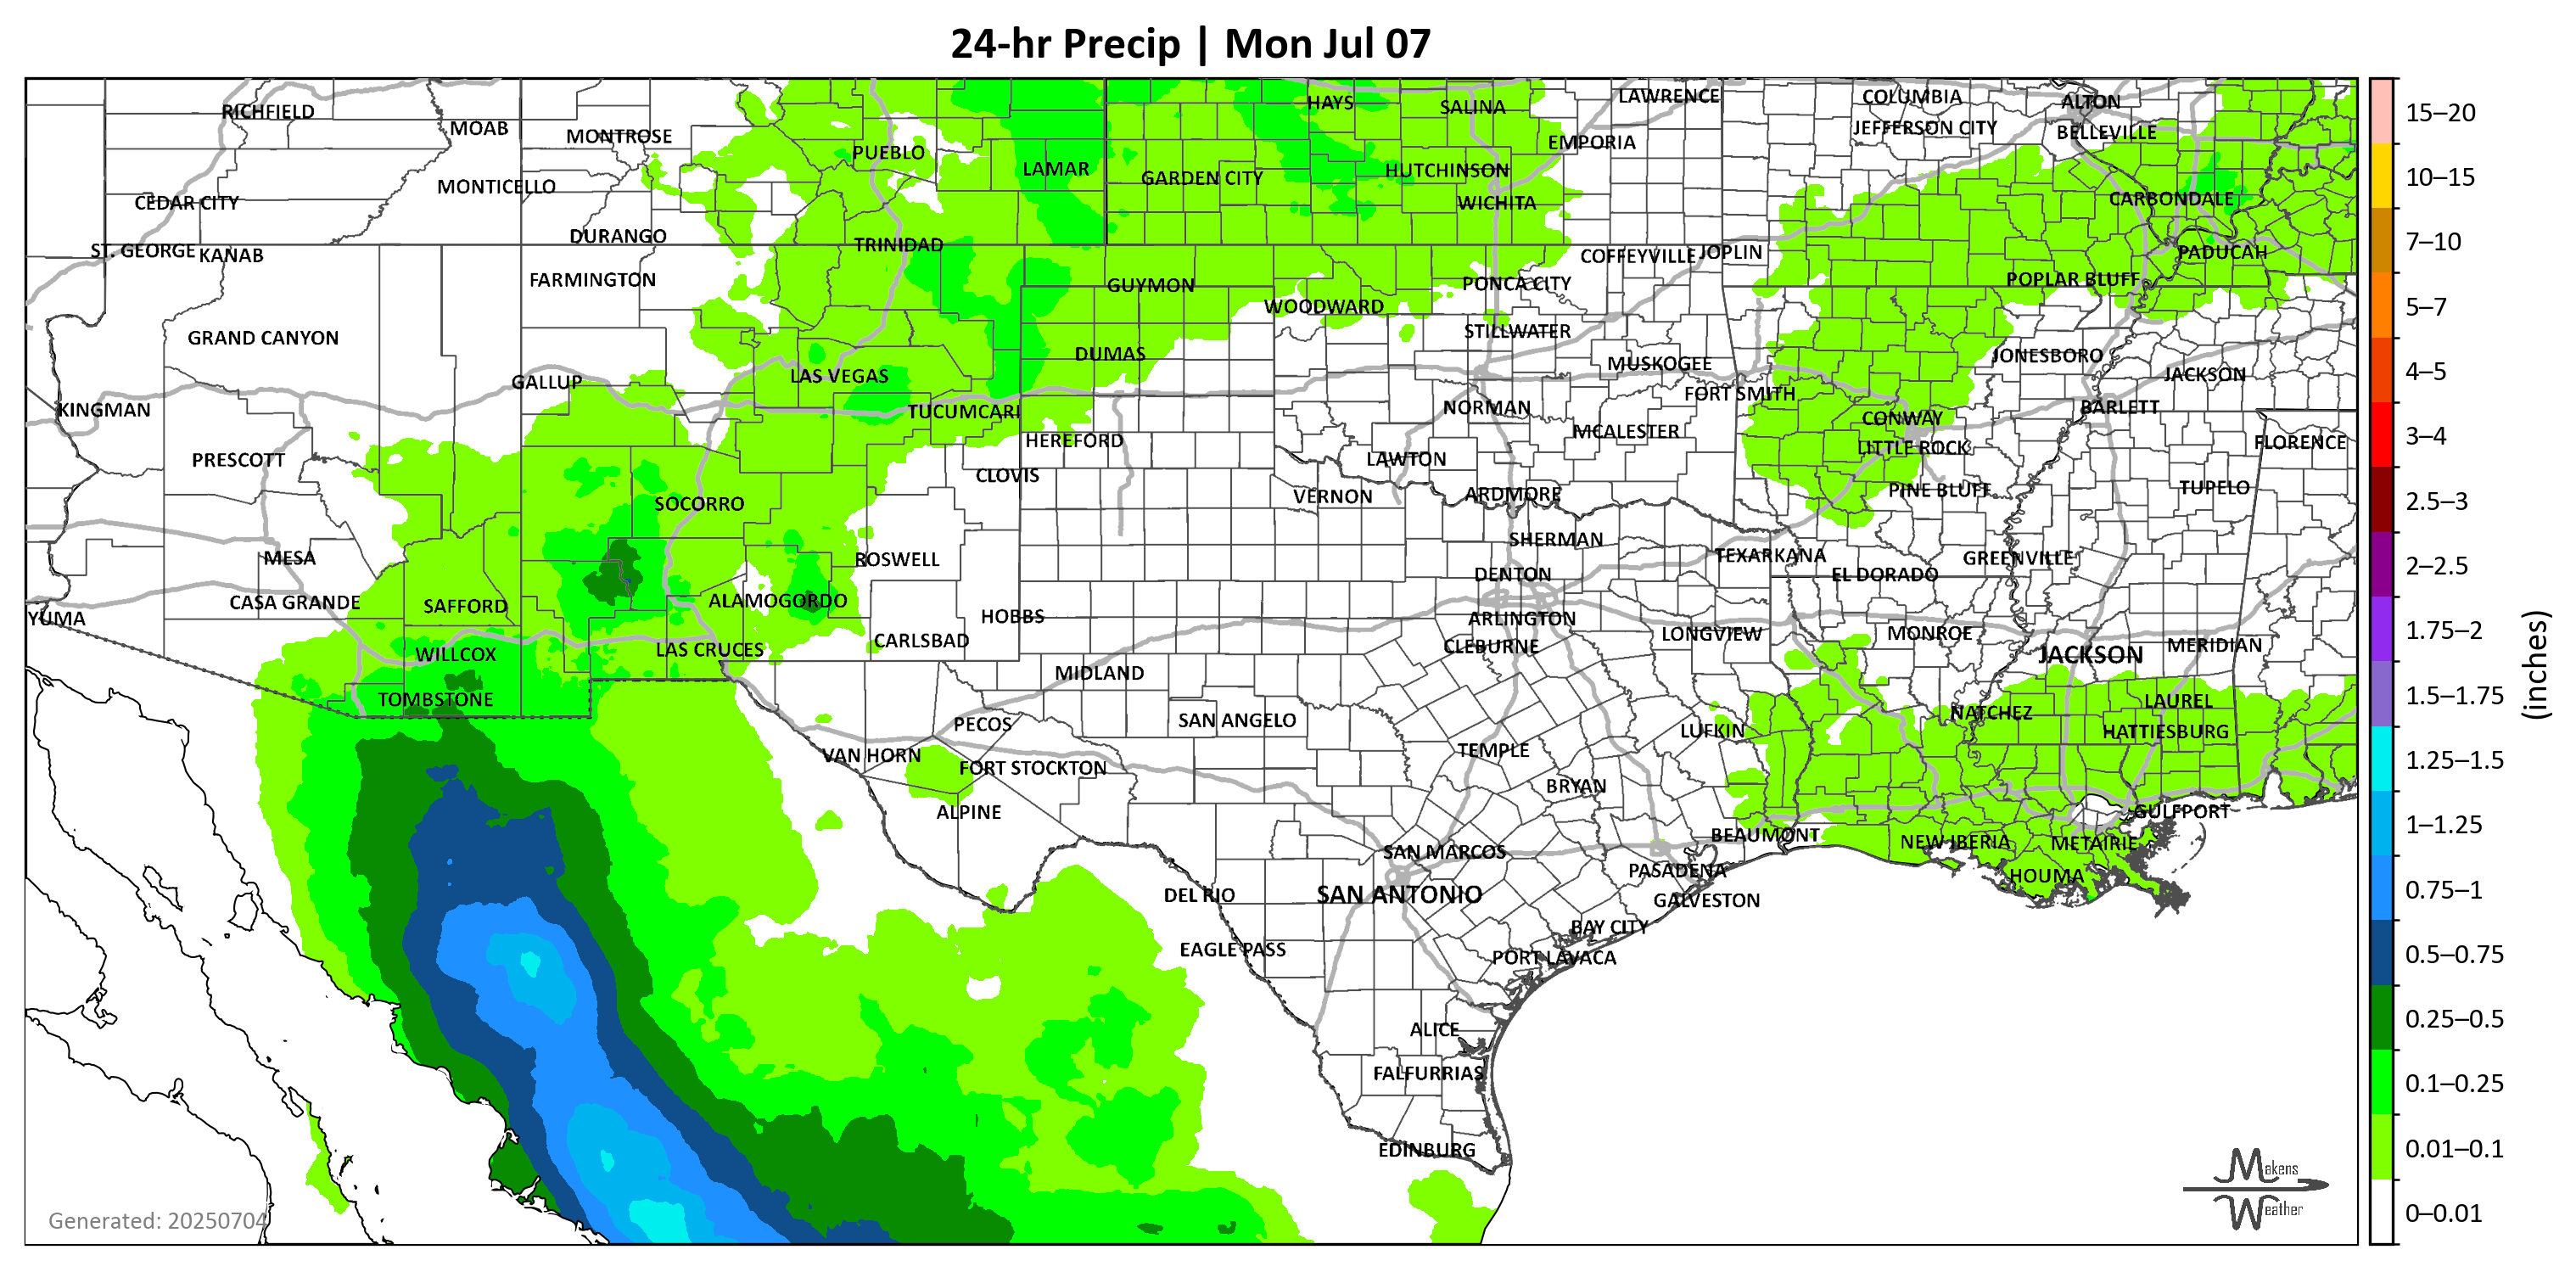 24-hr Precip | Mon Jul 07
RICHFIELD
MOAB
MONTROSE
PUEBLO
LAMAR
GARDEN CITY
HAYS
SALINA
HUTCHINSON
EMPORIA
LAWRENCE
COLUMBIA
JEFFERSON CITY
ALTON
BELLEVILLE
CEDAR CITY
MONTICELLO
WICHITA
CARBONDALE
ST. GEORGE
KANAB
DURANGO
TRINIDAD
COFFEYVILLE
JOPLIN
PADUCAH
FARMINGTON
GUYMON
PONCA CITY
POPLAR BLUFF
WOODWARD
GRAND CANYON
STILLWATER
DUMAS
MUSKOGEE
JONESBORO
JACKSON
GALLUP
LAS VEGAS
FORT SMITH
KINGMAN
TUCUMCARI
NORMAN
CONWAY
BARLETT
HEREFORD
MCALESTER
LITTLE ROCK
FLORENCE
PRESCOTT
CLOVIS
LAWTON
SOCORRO
VERNON
ARDMORE
PINE BLUFF
TUPELO
MESA
ROSWELL
SHERMAN
TEXARKANA
GREENVILLE
DENTON
EL DORADO
YUMA
CASA GRANDE
SAFFORD
ALAMOGORDO
HOBBS
ARLINGTON
CARLSBAD
CLEBURNE
LONGVIEW
MONROE
JACKSON
MERIDIAN
WILLCOX
LAS CRUCES
MIDLAND
TOMBSTONE
PECOS
SAN ANGELO
LUFKIN
NATCHEZ
LAUREL
HATTIESBURG
VAN HORN
FORT STOCKTON
TEMPLE
BRYAN
ALPINE
BEAUMONT
GULFPORT
SAN MARCOS
NEW IBERIA
METAIRIE
PASADENA
HOUMA
DEL RIO
SAN ANTONIO
GALVESTON
BAY CITY
EAGLE PASS
PORT LAVACA
ALICE
FALFURRIAS
EDINBURG
Generated: 20250704
Makens
Weather
15–20
10–15
7–10
5–7
4–5
3–4
2.5–3
2–2.5
1.75–2
1.5–1.75
1.25–1.5
1–1.25
0.75–1
0.5–0.75
0.25–0.5
0.1–0.25
0.01–0.1
0–0.01
(inches)